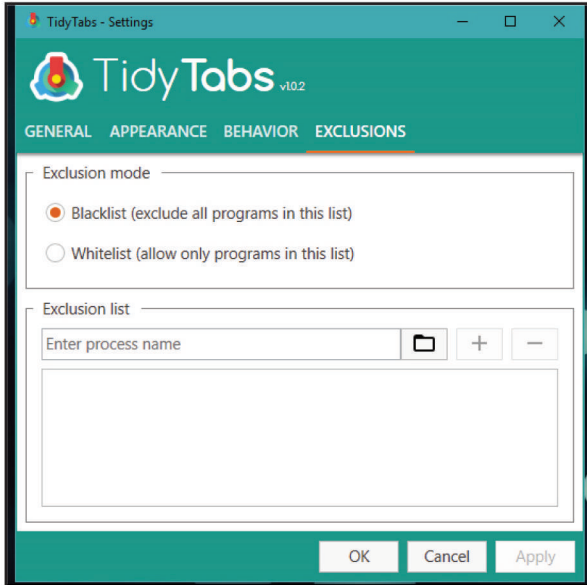 TidyTabs - Settings
TidyTabs v1.0.2
GENERAL APPEARANCE BEHAVIOR EXCLUSIONS
Exclusion mode
Blacklist (exclude all programs in this list)
Whitelist (allow only programs in this list)
Exclusion list
Enter process name
OK Cancel Apply